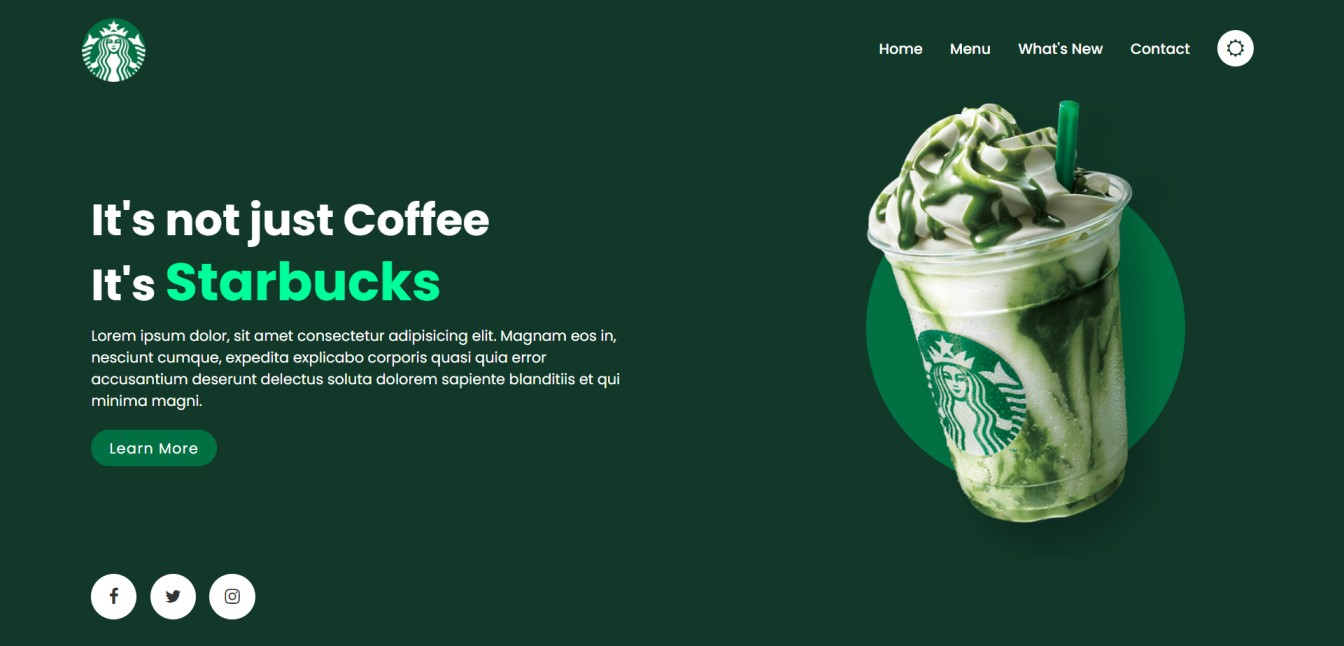 Home Menu What's New Contact
It's not just Coffee
It's Starbucks
Lorem ipsum dolor, sit amet consectetur adipisicing elit. Magnam eos in,
nesciunt cumque, expedita explicabo corporis quasi quia error
accusantium deserunt delectus soluta dolorem sapiente blanditiis et qui
minima magni.
Learn More